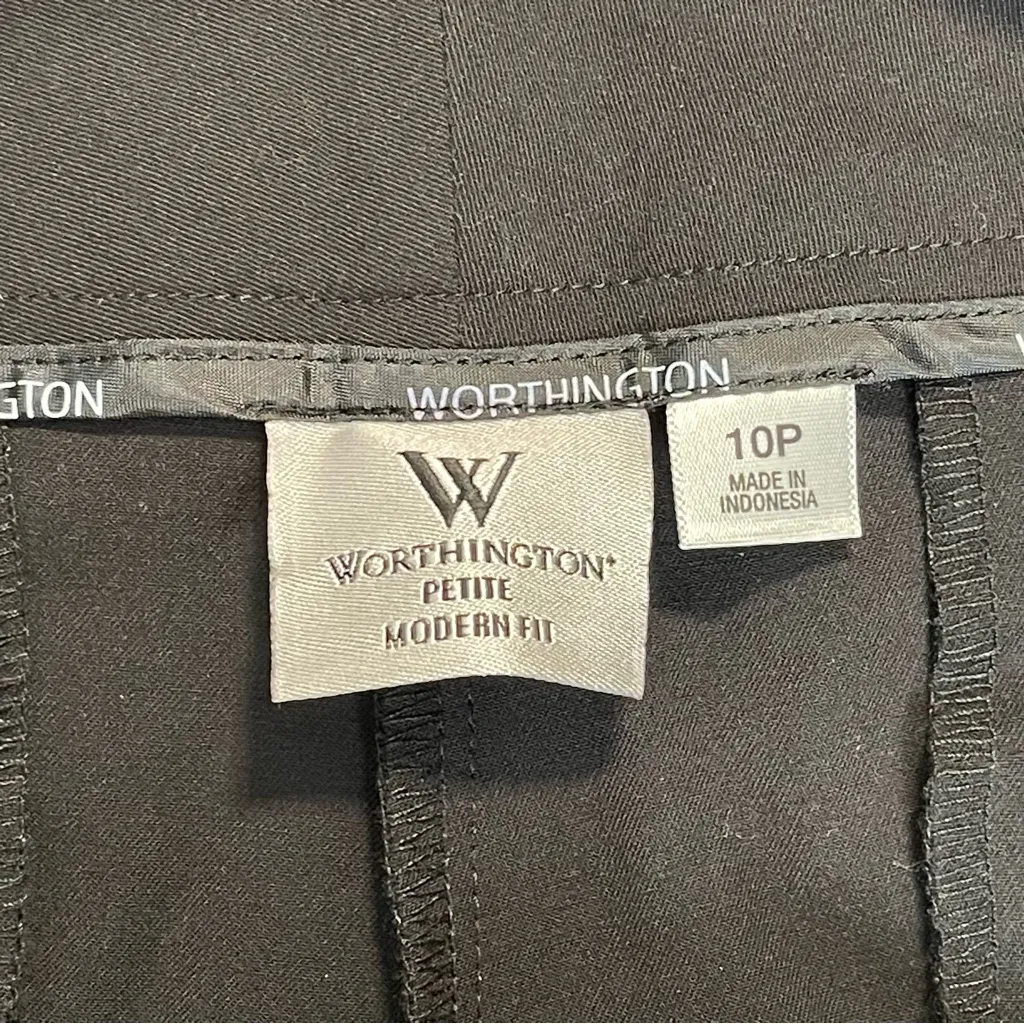 GTON
WORTHINGTON
W
WORTHINGTON
PETITE
MODERN FIT
10P
MADE IN
INDONESIA